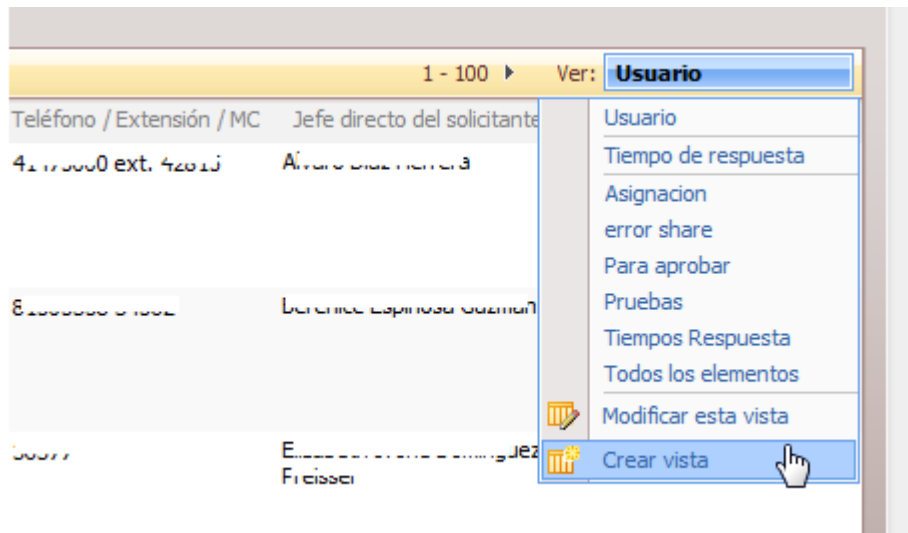 1 - 100 Ver: Usuario
Teléfono / Extensión / MC Jefe directo del solicitante Usuario
Tiempo de respuesta
ext.
Asignacion
error share
Para aprobar
Pruebas
Tiempos Respuesta
Todos los elementos
Modificar esta vista
Crear vista